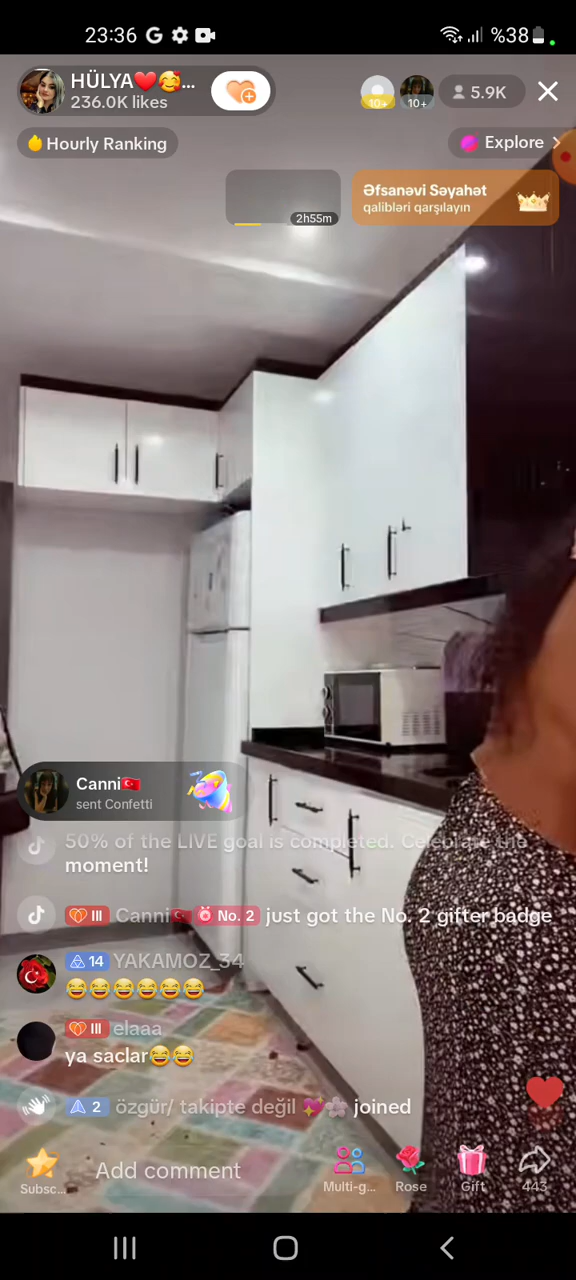 23:36
%38
HÜLYA❤️🥰...
236.0K likes
10+
10+
5.9K
Hourly Ranking
Explore
2h55m
Əfsanəvi Səyahət
qalibləri qarşılayın
Canni🇹🇷
sent Confetti
50% of the LIVE goal is completed. Celebrate the
moment!
III Canni🇹🇷 No. 2 just got the No. 2 gifter badge
14 YAKAMOZ_34
😂😂😂😂😂😂
III elaaa
ya saclar😂😂
2 özgür/ takipte değil 💖🌸 joined
Add comment
Subsc...
Multi-g...
Rose
Gift
443